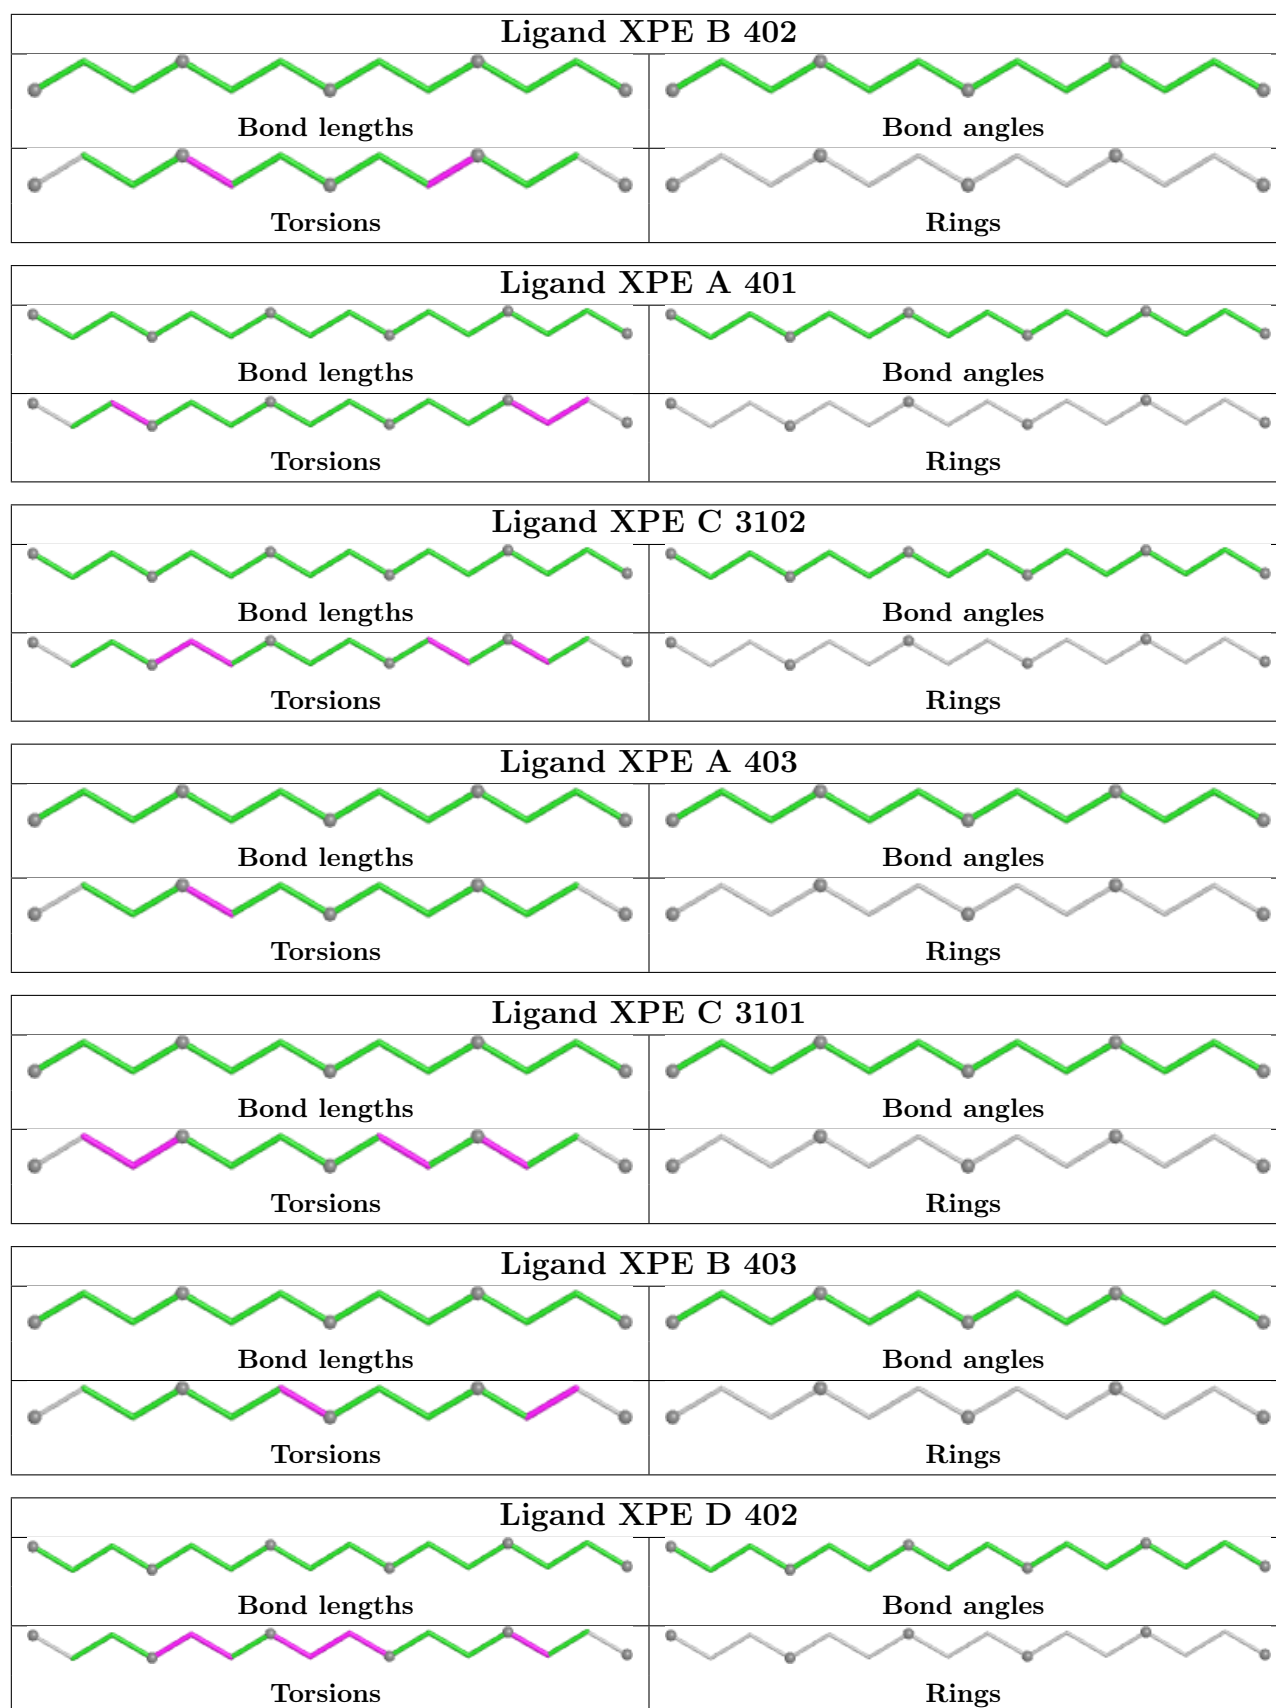 Ligand XPE B 402
Bond lengths Bond angles
Torsions Rings
Ligand XPE A 401
Bond lengths Bond angles
Torsions Rings
Ligand XPE C 3102
Bond lengths Bond angles
Torsions Rings
Ligand XPE A 403
Bond lengths Bond angles
Torsions Rings
Ligand XPE C 3101
Bond lengths Bond angles
Torsions Rings
Ligand XPE B 403
Bond lengths Bond angles
Torsions Rings
Ligand XPE D 402
Bond lengths Bond angles
Torsions Rings